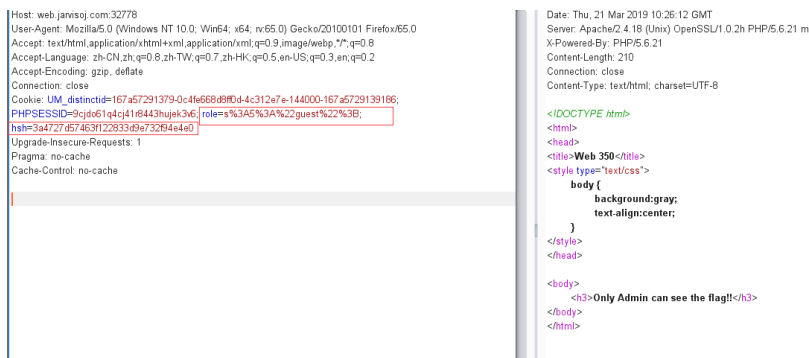 Host: web.jarvisoj.com:32778
User-Agent: Mozilla/5.0 (Windows NT 10.0; Win64; x64; rv:65.0) Gecko/20100101 Firefox/65.0
Accept: text/html,application/xhtml+xml,application/xml;q=0.9,image/webp,*/*;q=0.8
Accept-Language: zh-CN,zh;q=0.8,zh-TW;q=0.7,zh-HK;q=0.5,en-US;q=0.3,en;q=0.2
Accept-Encoding: gzip, deflate
Connection: close
Cookie: UM_distinctid=167a57291379-0c4fe668d8ff0d-4c312e7e-144000-167a5729139186;
PHPSESSID=9cjdo61q4cj41r8443hujek3v6; role=s%3A5%3A%22guest%22%3B;
hsh=3a4727d57463f122833d9e732f94e4e0
Upgrade-Insecure-Requests: 1
Pragma: no-cache
Cache-Control: no-cache
Date: Thu, 21 Mar 2019 10:26:12 GMT
Server: Apache/2.4.18 (Unix) OpenSSL/1.0.2h PHP/5.6.21 m
X-Powered-By: PHP/5.6.21
Content-Length: 210
Connection: close
Content-Type: text/html; charset=UTF-8
<!DOCTYPE html>
<html>
<head>
<title>Web 350</title>
<style type="text/css">
body {
background:gray;
text-align:center;
}
</style>
</head>
<body>
<h3>Only Admin can see the flag!!</h3>
</body>
</html>